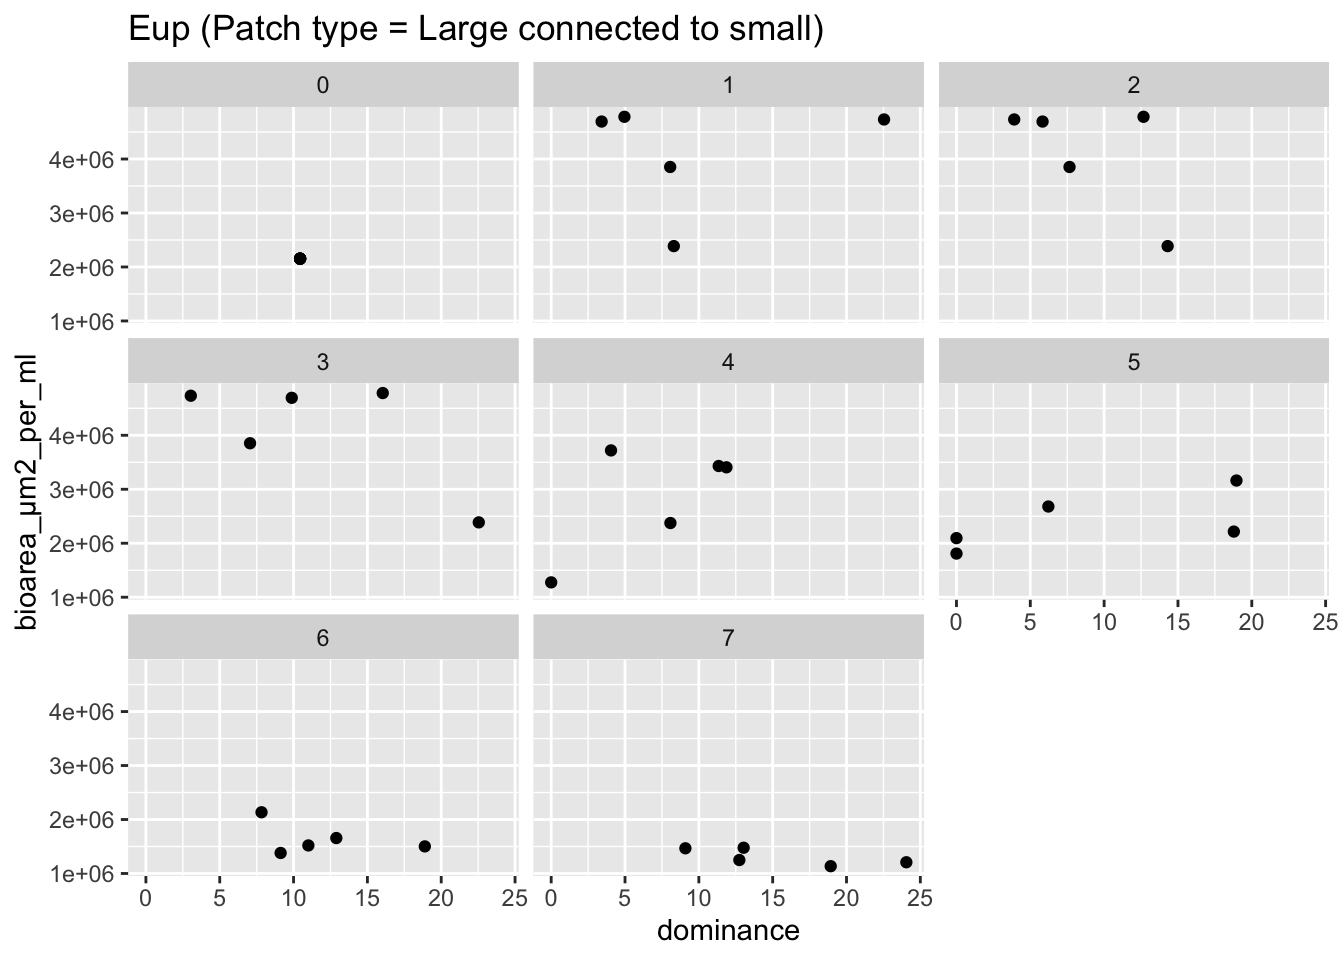 Eup (Patch type = Large connected to small)
0 1 2
4e+06
3e+06
2e+06
1e+06
3 4 5
4e+06
3e+06
2e+06
1e+06
0 5 10 15 20 25
6 7
4e+06
3e+06
2e+06
1e+06
0 5 10 15 20 25 0 5 10 15 20 25
dominance
bioarea_µm2_per_ml